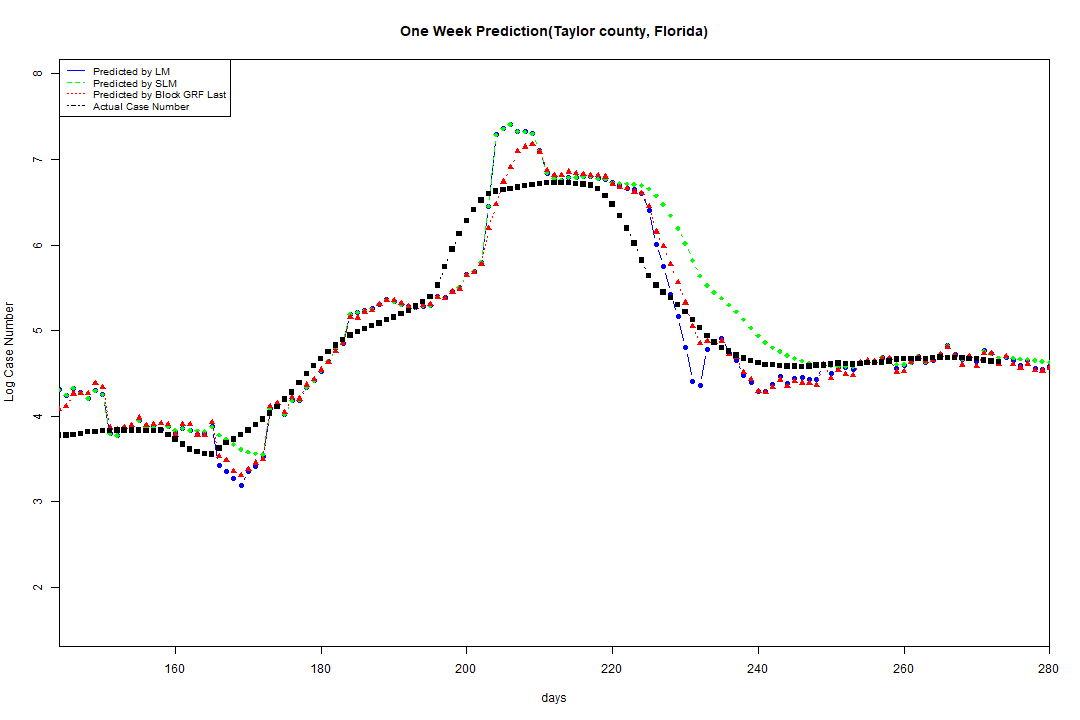 One Week Prediction(Taylor county, Florida)
Predicted by LM
Predicted by SLM
Predicted by Block GRF Last
Actual Case Number
8
7
6
5
4
3
2
Log Case Number
160 180 200 220 240 260 280
days